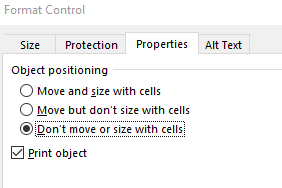 Format Control
Size Protection Properties Alt Text
Object positioning
Move and size with cells
Move but don't size with cells
Don't move or size with cells
Print object